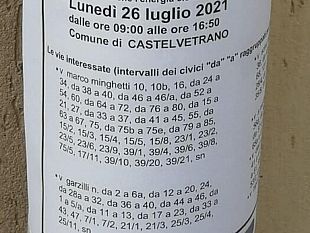 Lunedì 26 luglio 2021
dalle ore 09:00 alle ore 16:50
Comune di CASTELVETRANO
Le vie interessate (intervalli dei civici "da" "a"
v marco minghetti 10, 10b, 16, da 24 a
34, da 38 a 40, da 46 a 46/a, da 52 a
54, 60, da 64 a 72, da 76 a 80, da 15 a
21, 27, da 33 a 37, da 41 a 45, 55, da
63 a 67, 75, da 75b a 75e, da 79 a 85,
15/2, 15/3, 15/4, 15/5, 15/8, 23/1, 23/2,
23/5, 23/6, 23/9, 39/1, 39/4, 39/6, 39/8,
75/5, 17/11, 39/10, 39/20, 39/21, sn
v garzilli n. da 2 a 6a, da 12 a 20, 24,
da 28a a 32, da 36 a 40, da 44 a 46, da
1 a 5/a, da 11 a 13, da 17 a 23, da 33 a
43, 47, 7/1, 7/2, 21/1, 21/3, 25/3, 25/4,
25/11, sn